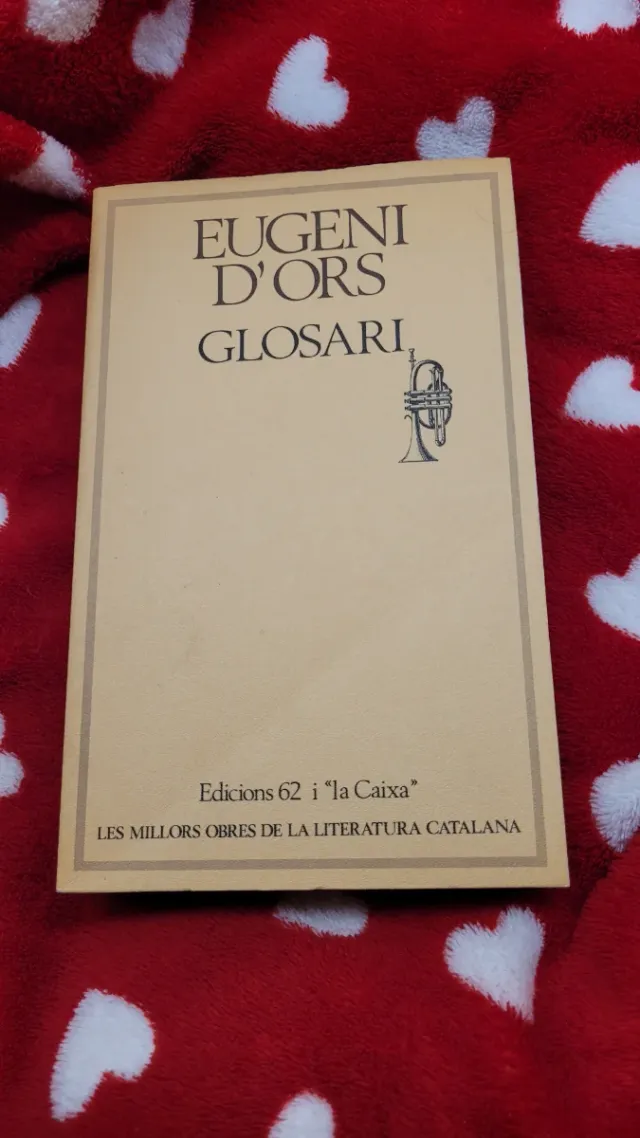 EUGENI
D'ORS
GLOSARI
Edicions 62 i "la Caixa"
LES MILLORS OBRES DE LA LITERATURA CATALANA